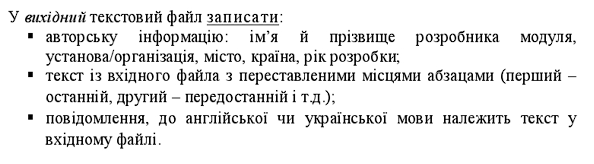 У вихідний текстовий файл записати:
▪ авторську інформацію: ім’я й прізвище розробника модуля,
установа/організація, місто, країна, рік розробки;
▪ текст із вхідного файла з переставленими місцями абзацами (перший –
останній, другий – передостанній і т.д.);
▪ повідомлення, до англійської чи української мови належить текст у
вхідному файлі.